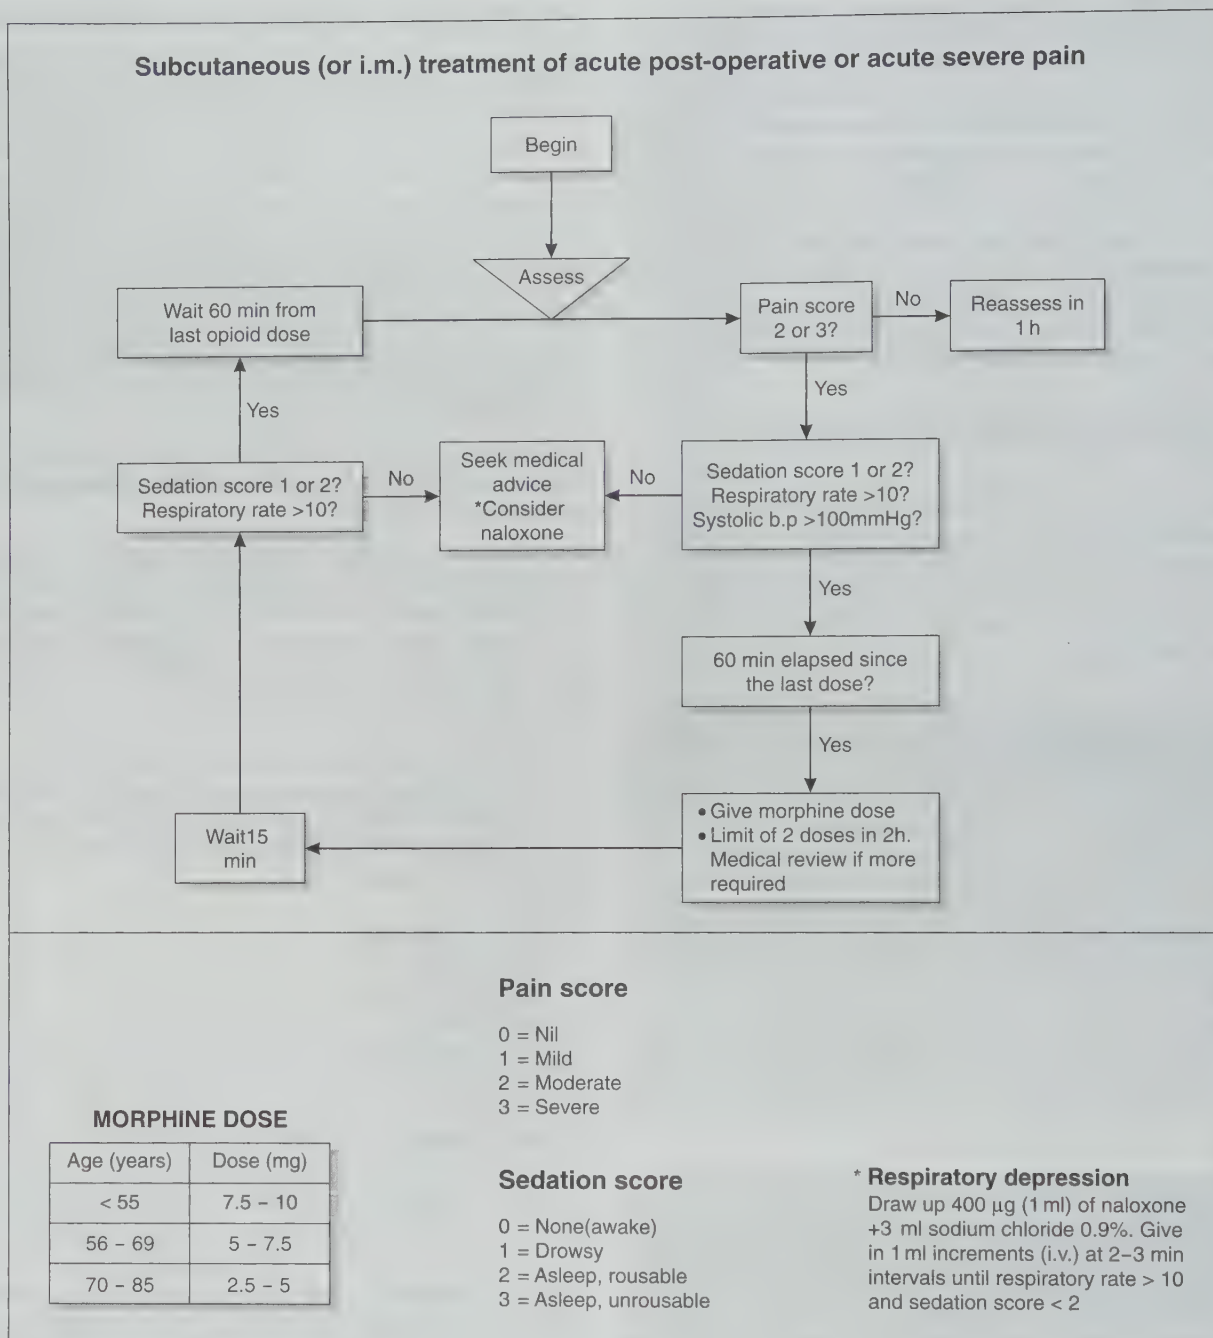 Subcutaneous (or i.m.) treatment of acute post-operative or acute severe pain
Begin
Assess
Wait 60 min from
last opioid dose
Pain score
2 or 3?
No
Reassess in
1 h
Yes
Yes
Sedation score 1 or 2?
Respiratory rate >10?
No
Seek medical
advice
*Consider
naloxone
No
Sedation score 1 or 2?
Respiratory rate >10?
Systolic b.p >100mmHg?
Yes
60 min elapsed since
the last dose?
Yes
• Give morphine dose
• Limit of 2 doses in 2h.
Medical review if more
required
Wait15
min
MORPHINE DOSE
Age (years) Dose (mg)
< 55 7.5 – 10
56 – 69 5 – 7.5
70 – 85 2.5 – 5
Pain score
0 = Nil
1 = Mild
2 = Moderate
3 = Severe
Sedation score
0 = None(awake)
1 = Drowsy
2 = Asleep, rousable
3 = Asleep, unrousable
* Respiratory depression
Draw up 400 µg (1 ml) of naloxone
+3 ml sodium chloride 0.9%. Give
in 1 ml increments (i.v.) at 2–3 min
intervals until respiratory rate > 10
and sedation score < 2